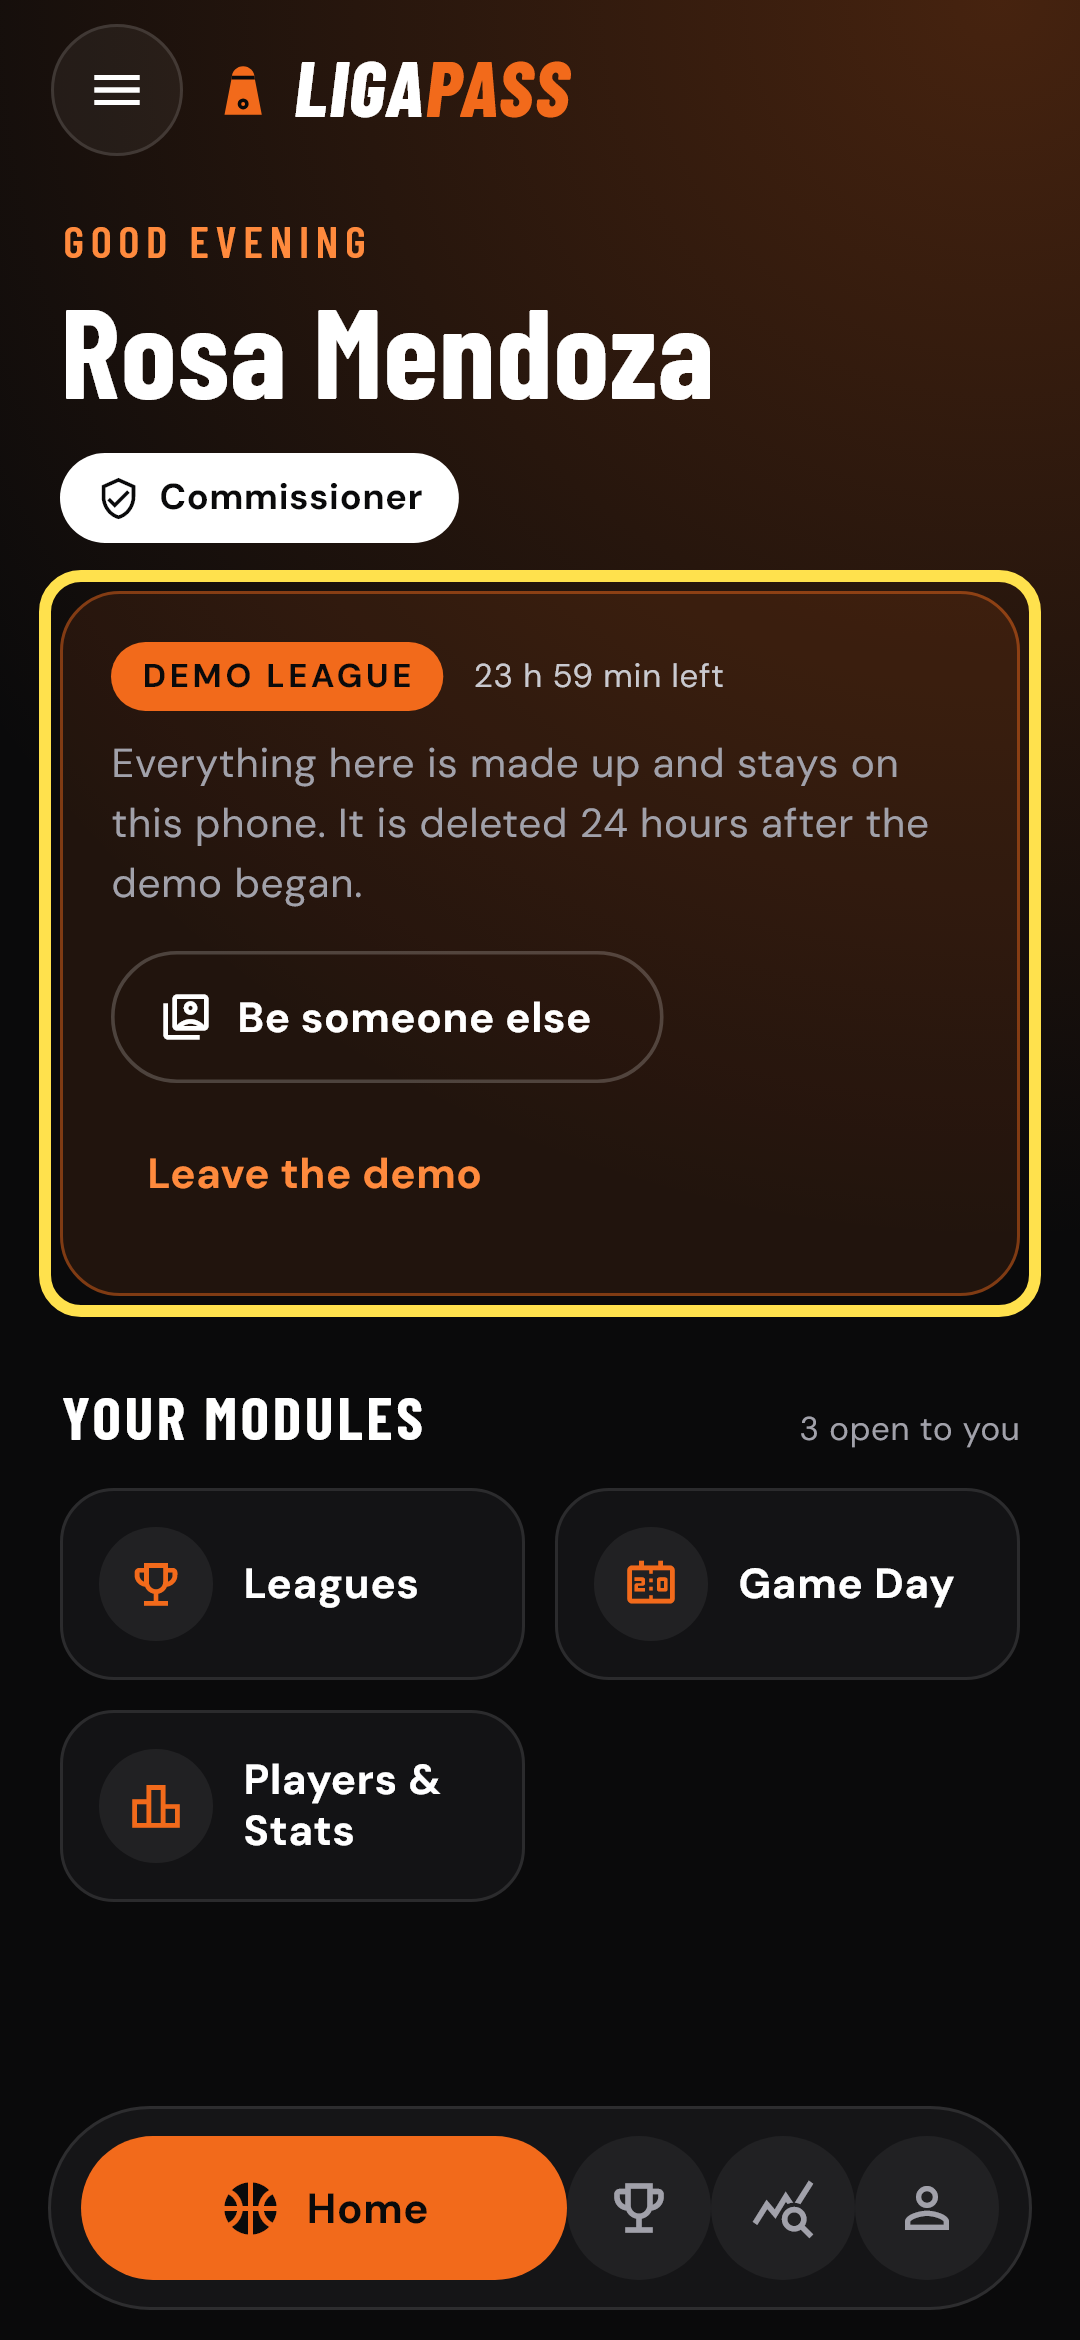 LIGAPASS
GOOD EVENING
Rosa Mendoza
Commissioner
DEMO LEAGUE 23 h 59 min left
Everything here is made up and stays on
this phone. It is deleted 24 hours after the
demo began.
Be someone else
Leave the demo
YOUR MODULES 3 open to you
Leagues
2:0 Game Day
Players &
Stats
Home